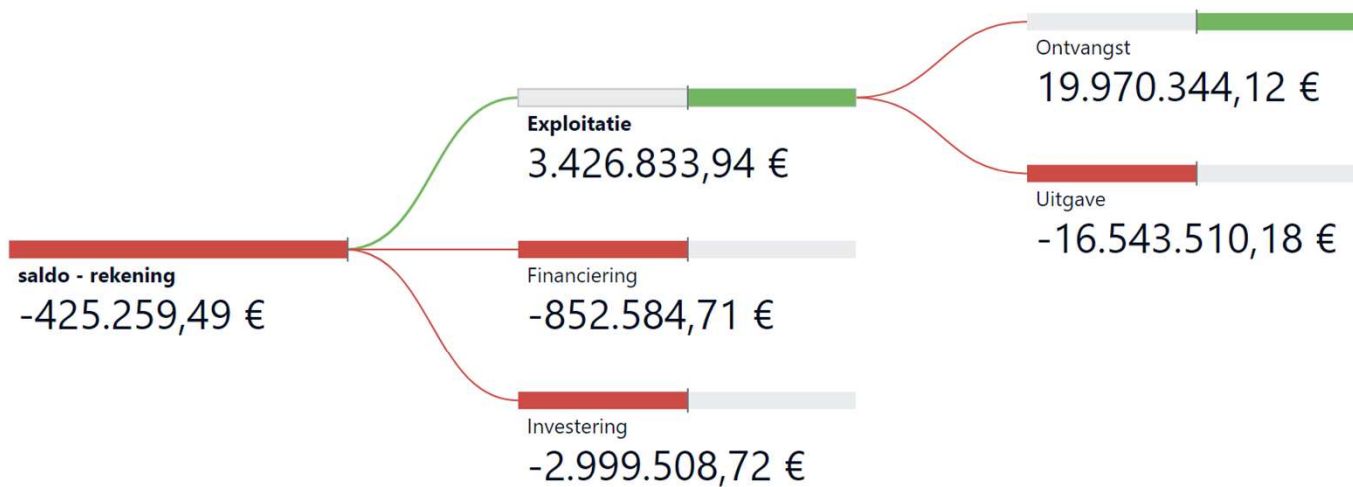 Ontvangst
19.970.344,12 €
Exploitatie
3.426.833,94 €
Uitgave
-16.543.510,18 €
saldo - rekening
-425.259,49 €
Financiering
-852.584,71 €
Investering
-2.999.508,72 €